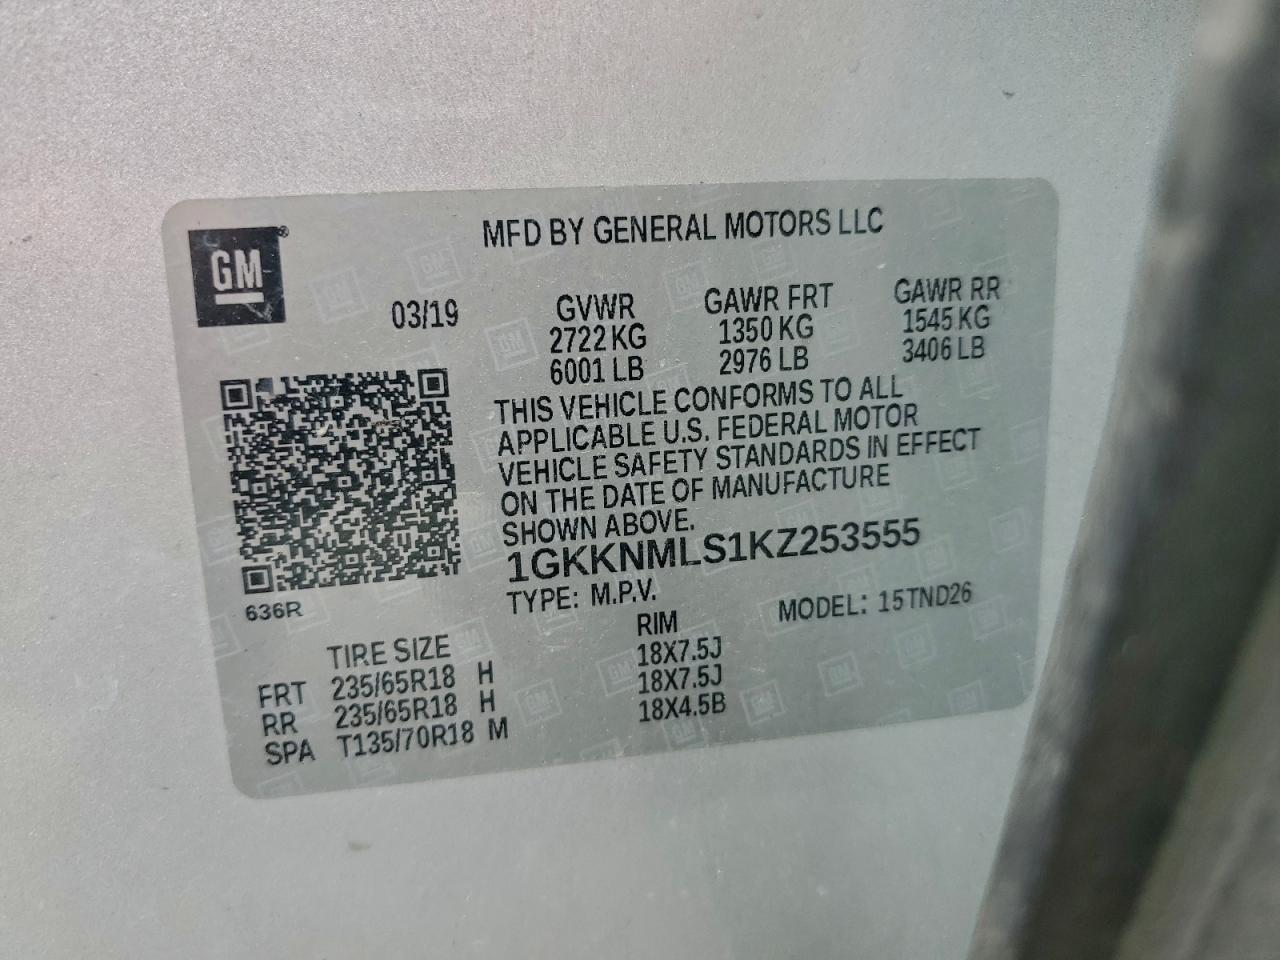 GM
MFD BY GENERAL MOTORS LLC
03/19 GVWR GAWR FRT GAWR RR
2722 KG 1350 KG 1545 KG
6001 LB 2976 LB 3406 LB
THIS VEHICLE CONFORMS TO ALL
APPLICABLE U.S. FEDERAL MOTOR
VEHICLE SAFETY STANDARDS IN EFFECT
ON THE DATE OF MANUFACTURE
SHOWN ABOVE.
1GKKNMLS1KZ253555
636R
TYPE: M.P.V. MODEL: 15TND26
TIRE SIZE RIM
FRT 235/65R18 H 18X7.5J
RR 235/65R18 H 18X7.5J
SPA T135/70R18 M 18X4.5B